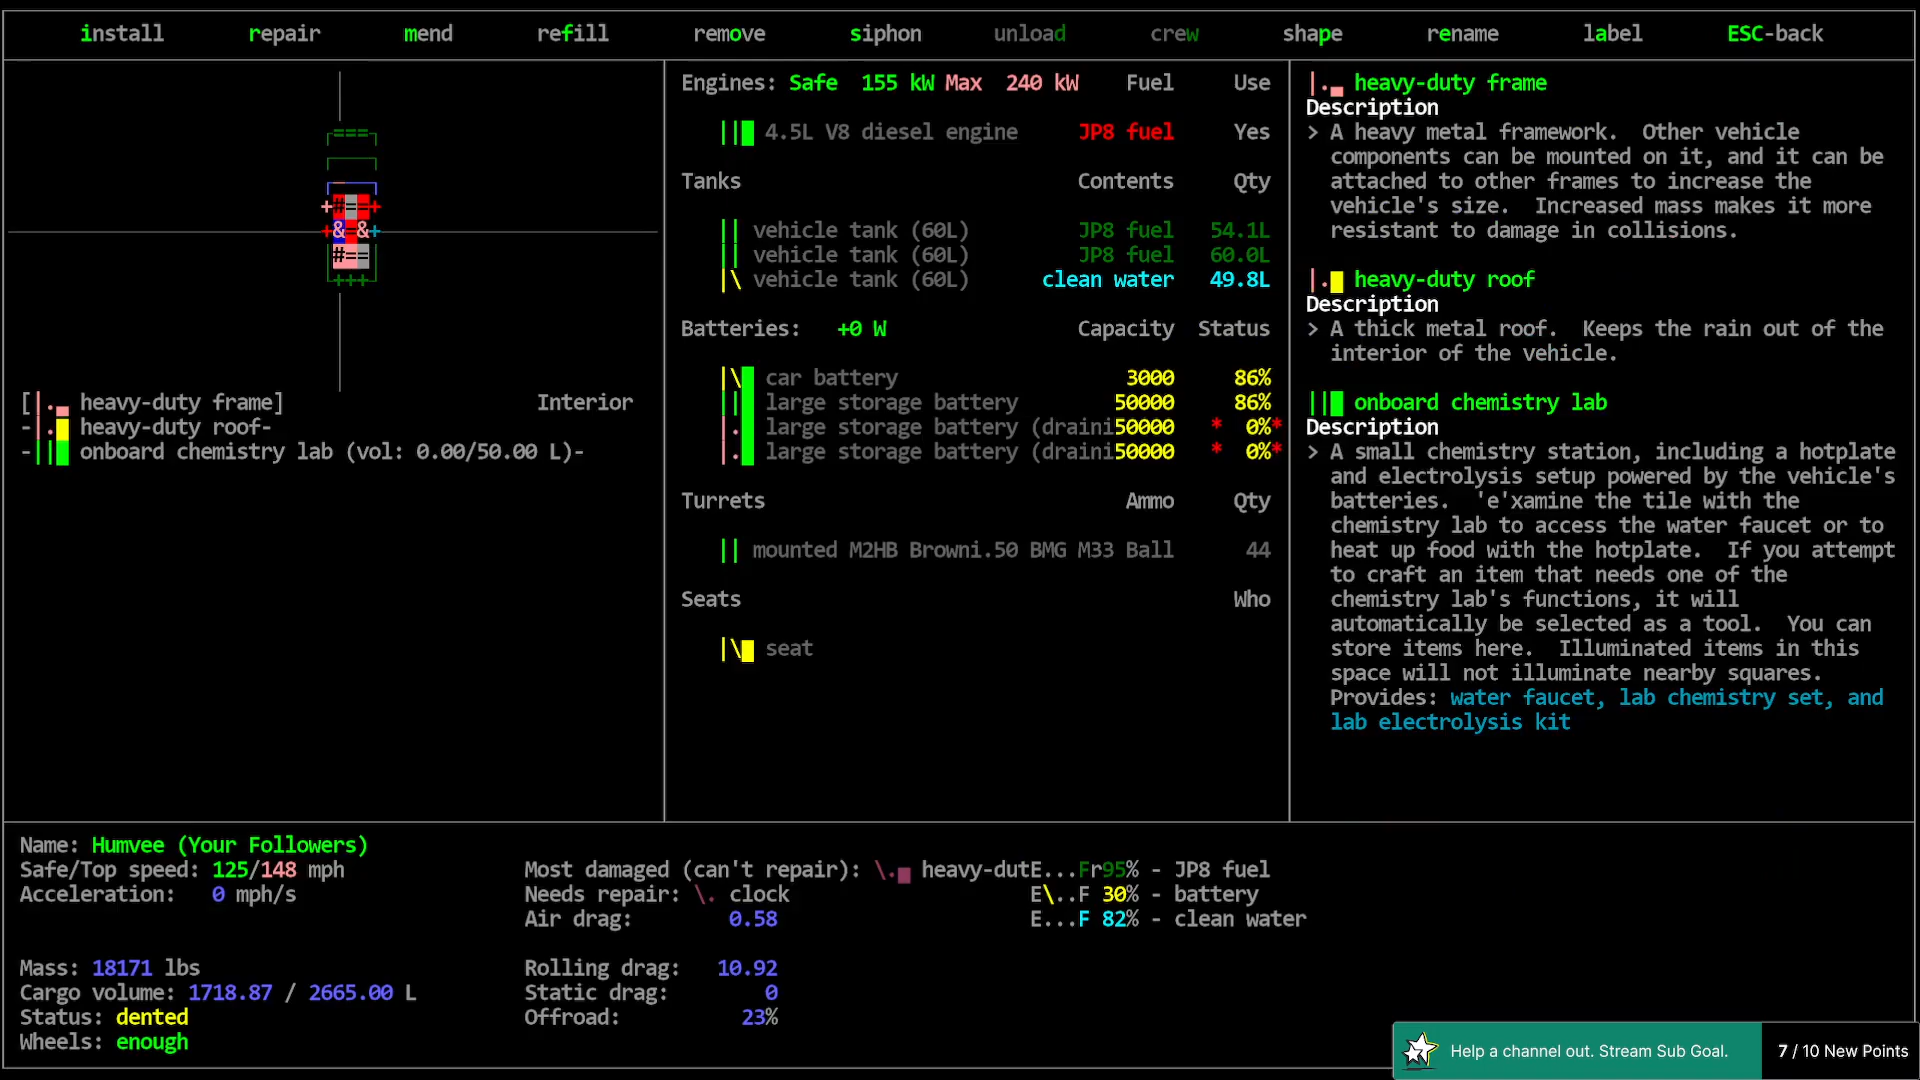 install repair mend refill remove siphon unload crew shape rename label ESC-back
[|. heavy-duty frame] Interior
-|. heavy-duty roof-
-|| onboard chemistry lab (vol: 0.00/50.00 L)-
Engines: Safe 155 kW Max 240 kW Fuel Use
|| 4.5L V8 diesel engine JP8 fuel Yes
Tanks Contents Qty
|| vehicle tank (60L) JP8 fuel 54.1L
|| vehicle tank (60L) JP8 fuel 60.0L
|\ vehicle tank (60L) clean water 49.8L
Batteries: +0 W Capacity Status
|\ car battery 3000 86%
|| large storage battery 50000 86%
|. large storage battery (draini50000 * 0%*
|. large storage battery (draini50000 * 0%*
Turrets Ammo Qty
|| mounted M2HB Browni.50 BMG M33 Ball 44
Seats Who
|\ seat
|. heavy-duty frame
Description
> A heavy metal framework. Other vehicle
components can be mounted on it, and it can be
attached to other frames to increase the
vehicle's size. Increased mass makes it more
resistant to damage in collisions.
|. heavy-duty roof
Description
> A thick metal roof. Keeps the rain out of the
interior of the vehicle.
|| onboard chemistry lab
Description
> A small chemistry station, including a hotplate
and electrolysis setup powered by the vehicle's
batteries. 'e'xamine the tile with the
chemistry lab to access the water faucet or to
heat up food with the hotplate. If you attempt
to craft an item that needs one of the
chemistry lab's functions, it will
automatically be selected as a tool. You can
store items here. Illuminated items in this
space will not illuminate nearby squares.
Provides: water faucet, lab chemistry set, and
lab electrolysis kit
Name: Humvee (Your Followers)
Safe/Top speed: 125/148 mph
Acceleration: 0 mph/s
Mass: 18171 lbs
Cargo volume: 1718.87 / 2665.00 L
Status: dented
Wheels: enough
Most damaged (can't repair): \. heavy-dutE...Fr95% - JP8 fuel
Needs repair: \. clock E\..F 30% - battery
Air drag: 0.58 E...F 82% - clean water
Rolling drag: 10.92
Static drag: 0
Offroad: 23%
Help a channel out. Stream Sub Goal. 7 / 10 New Points